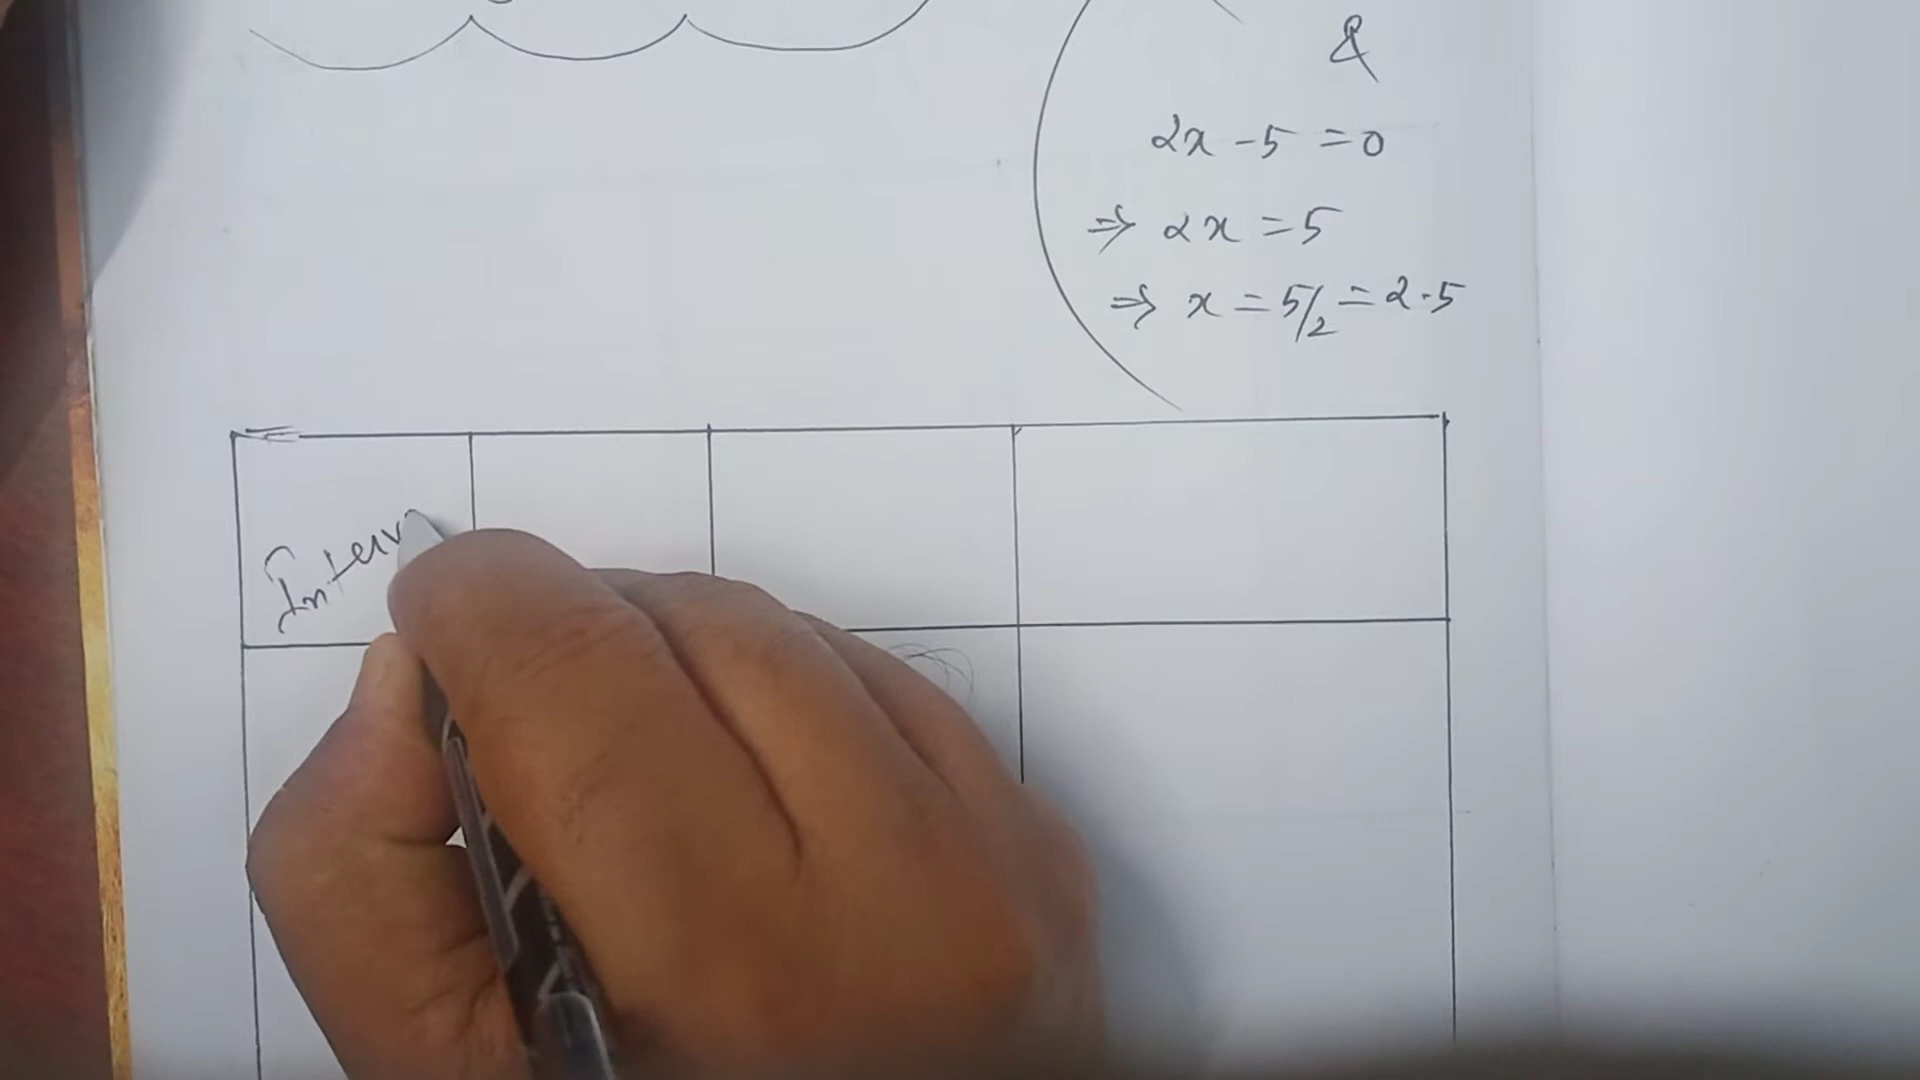 &
2x - 5 = 0
⇒ 2x = 5
⇒ x = 5/2 = 2.5
Interv